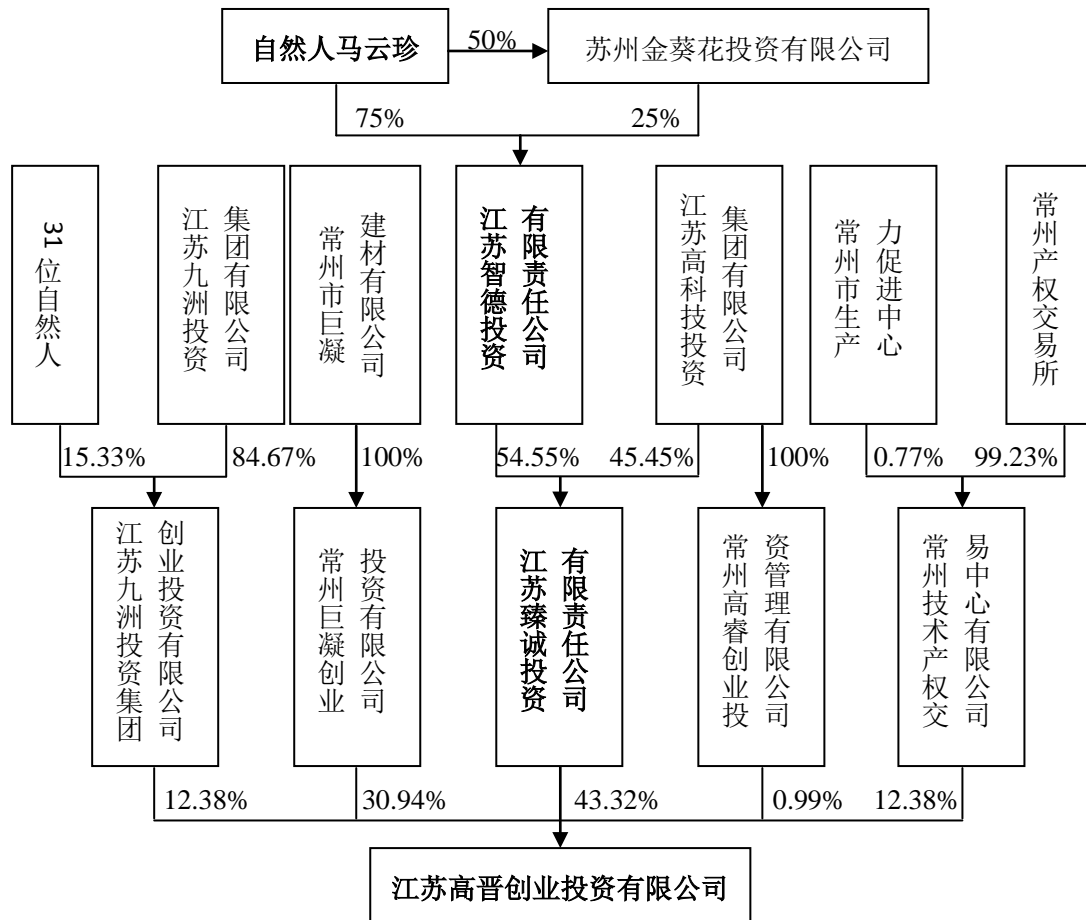 自然人马云珍
50%
苏州金葵花投资有限公司
75%
25%
31 位自然人
江苏九洲投资
集团有限公司
常州市巨凝
建材有限公司
江苏智德投资
有限责任公司
江苏高科技投资
集团有限公司
常州市生产
力促进中心
常州产权交易所
15.33%
84.67%
100%
54.55%
45.45%
100%
0.77%
99.23%
江苏九洲投资集团
创业投资有限公司
常州巨凝创业
投资有限公司
江苏臻诚投资
有限责任公司
常州高睿创业投
资管理有限公司
常州技术产权交
易中心有限公司
12.38%
30.94%
43.32%
0.99%
12.38%
江苏高晋创业投资有限公司